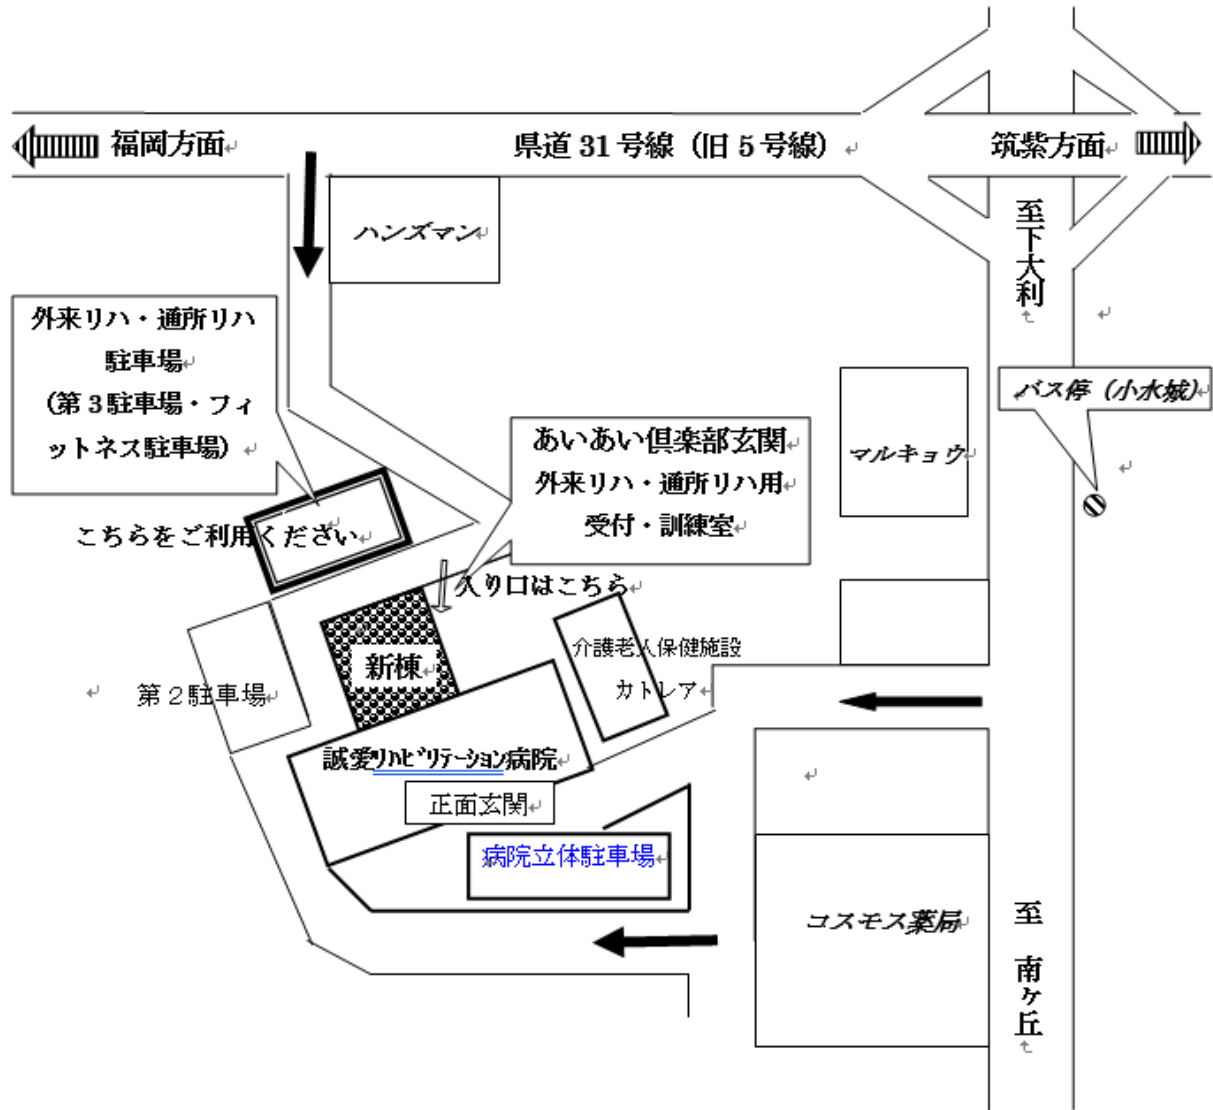 福岡方面
県道 31 号線（旧 5 号線）
筑紫方面
ハンズマン
至下大利
外来リハ・通所リハ
駐車場
（第 3 駐車場・フィ
ットネス駐車場）
バス停（小水城）
あいあい倶楽部玄関
外来リハ・通所リハ用
受付・訓練室
マルキョウ
こちらをご利用ください
入り口はこちら
介護老人保健施設
カトレア
新棟
第２駐車場
誠愛ﾘﾊﾋﾞﾘﾃｰｼｮﾝ病院
正面玄関
病院立体駐車場
コスモス薬局
至　南ヶ丘